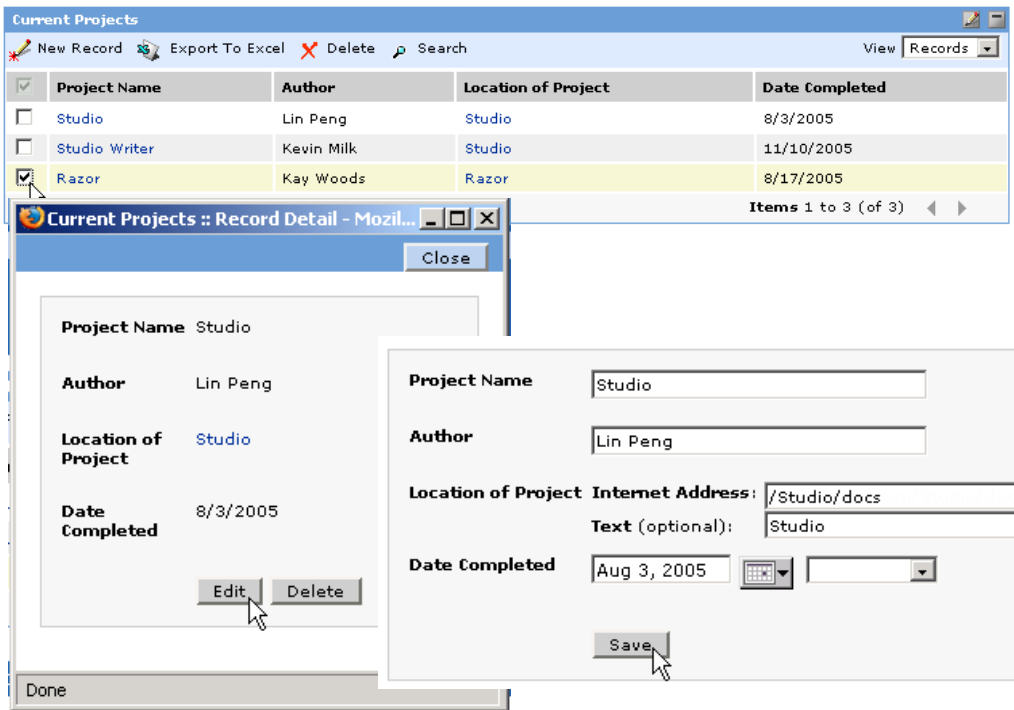 Current Projects
New Record Export To Excel Delete Search View Records
Project Name Author Location of Project Date Completed
Studio Lin Peng Studio 8/3/2005
Studio Writer Kevin Milk Studio 11/10/2005
Razor Kay Woods Razor 8/17/2005
Items 1 to 3 (of 3)
Current Projects :: Record Detail - Mozil...
Close
Project Name Studio
Author Lin Peng
Location of Project Studio
Date Completed 8/3/2005
Edit Delete
Done
Project Name Studio
Author Lin Peng
Location of Project Internet Address: /Studio/docs
Text (optional): Studio
Date Completed Aug 3, 2005
Save